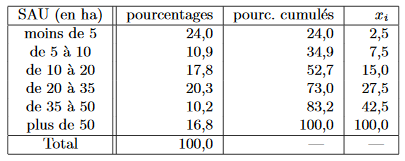 SAU (en ha) pourcentages pourc. cumulés xi
moins de 5 24,0 24,0 2,5
de 5 à 10 10,9 34,9 7,5
de 10 à 20 17,8 52,7 15,0
de 20 à 35 20,3 73,0 27,5
de 35 à 50 10,2 83,2 42,5
plus de 50 16,8 100,0 100,0
Total 100,0 — —